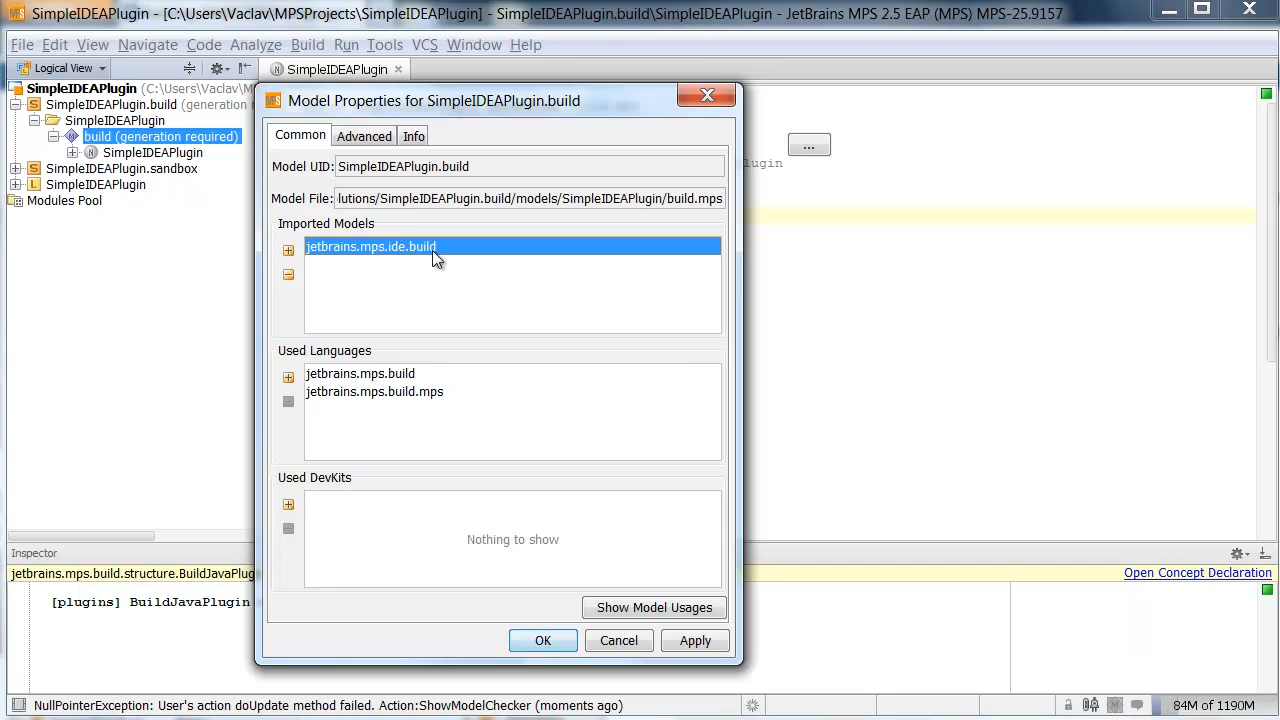 SimpleIDEAPlugin - [C:\Users\Vaclav\MPSProjects\SimpleIDEAPlugin] - SimpleIDEAPlugin.build\SimpleIDEAPlugin - JetBrains MPS 2.5 EAP (MPS) MPS-25.9157
File Edit View Navigate Code Analyze Build Run Tools VCS Window Help
Logical View
SimpleIDEAPlugin
SimpleIDEAPlugin (C:\Users\Vaclav\M
SimpleIDEAPlugin.build (generation
SimpleIDEAPlugin
build (generation required)
SimpleIDEAPlugin
SimpleIDEAPlugin.sandbox
SimpleIDEAPlugin
Modules Pool
...
lugin
Model Properties for SimpleIDEAPlugin.build
Common Advanced Info
Model UID: SimpleIDEAPlugin.build
Model File: lutions/SimpleIDEAPlugin.build/models/SimpleIDEAPlugin/build.mps
Imported Models
jetbrains.mps.ide.build
Used Languages
jetbrains.mps.build
jetbrains.mps.build.mps
Used DevKits
Nothing to show
Show Model Usages
OK Cancel Apply
Inspector
jetbrains.mps.build.structure.BuildJavaPlug
Open Concept Declaration
[plugins] BuildJavaPlugin
NullPointerException: User's action doUpdate method failed. Action:ShowModelChecker (moments ago)
84M of 1190M